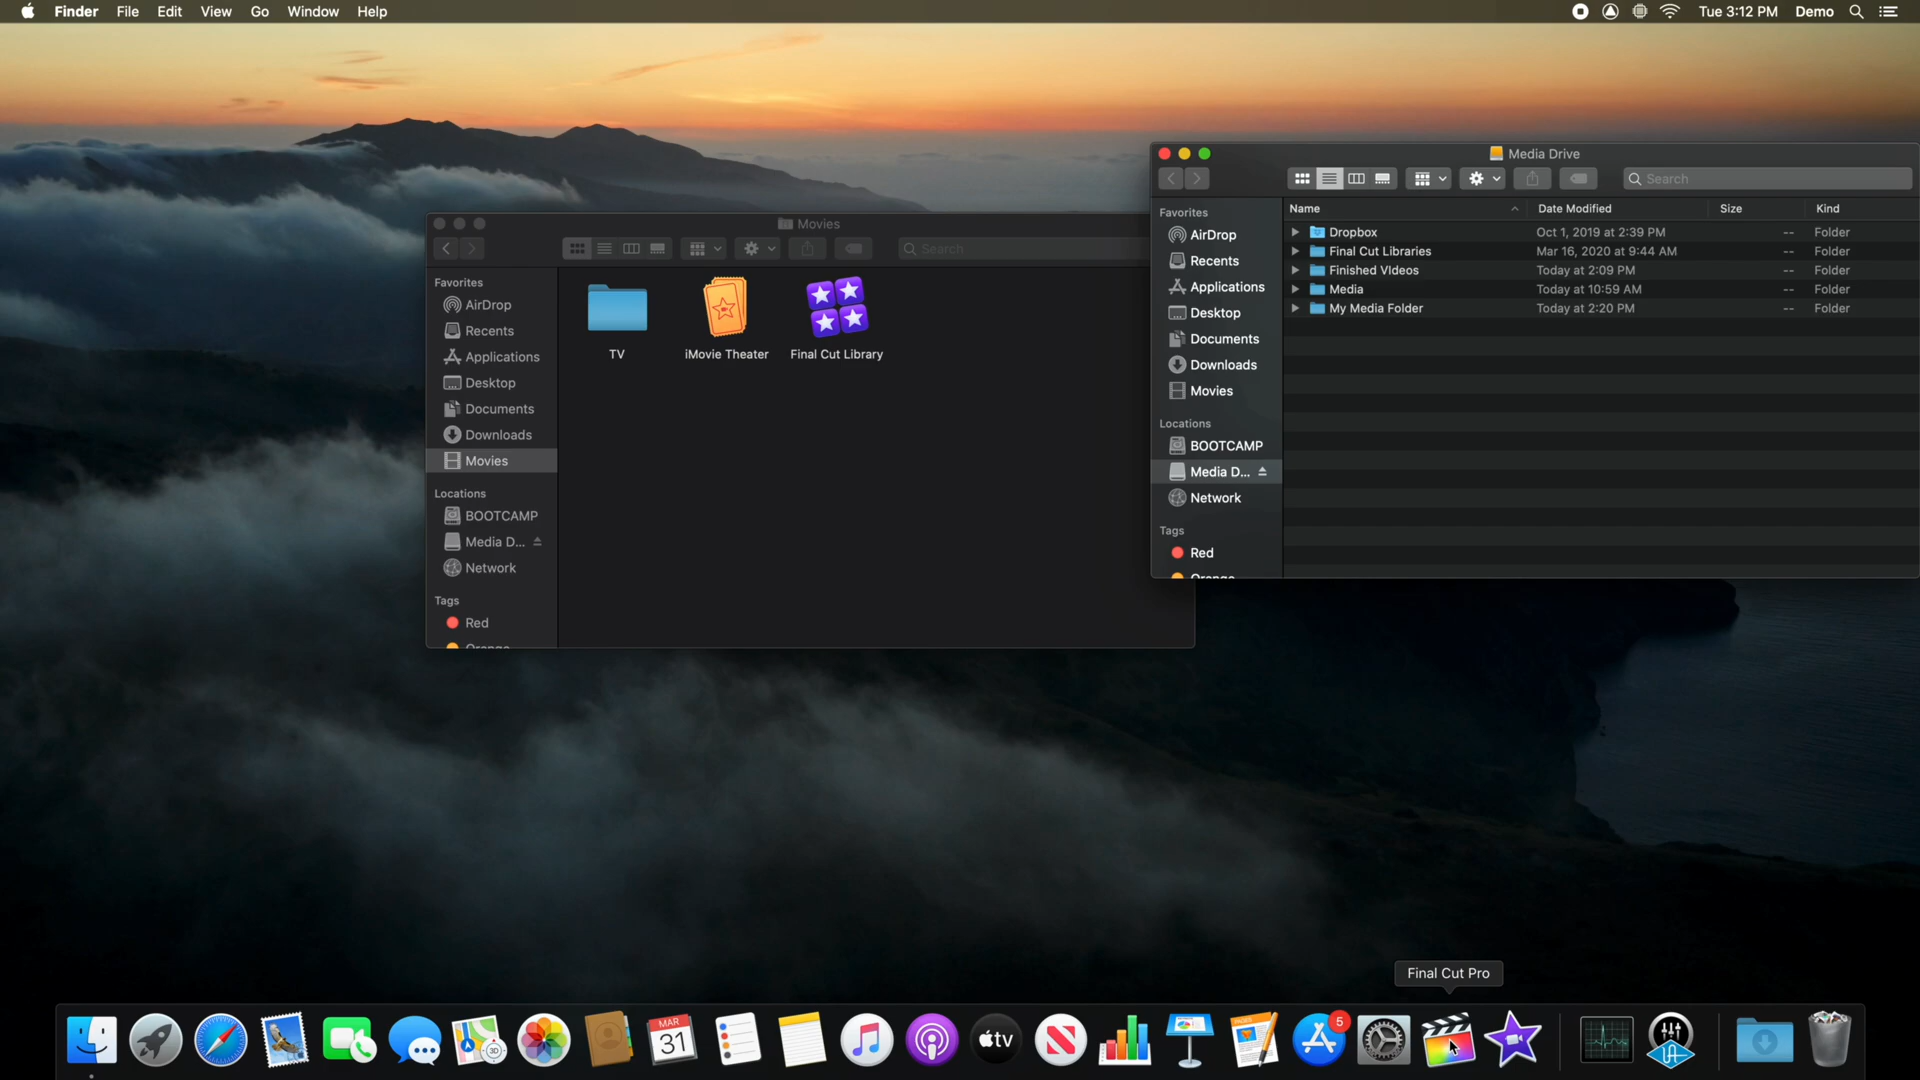 Finder File Edit View Go Window Help
Tue 3:12 PM Demo
Movies
Search
Favorites
AirDrop
Recents
Applications
Desktop
Documents
Downloads
Movies
Locations
BOOTCAMP
Media D...
Network
Tags
Red
Orange
TV
iMovie Theater
Final Cut Library
Media Drive
Search
Favorites
AirDrop
Recents
Applications
Desktop
Documents
Downloads
Movies
Locations
BOOTCAMP
Media D...
Network
Tags
Red
Orange
Name Date Modified Size Kind
Dropbox Oct 1, 2019 at 2:39 PM -- Folder
Final Cut Libraries Mar 16, 2020 at 9:44 AM -- Folder
Finished VIdeos Today at 2:09 PM -- Folder
Media Today at 10:59 AM -- Folder
My Media Folder Today at 2:20 PM -- Folder
Final Cut Pro
3D
MAR
31
tv
PAGES
5